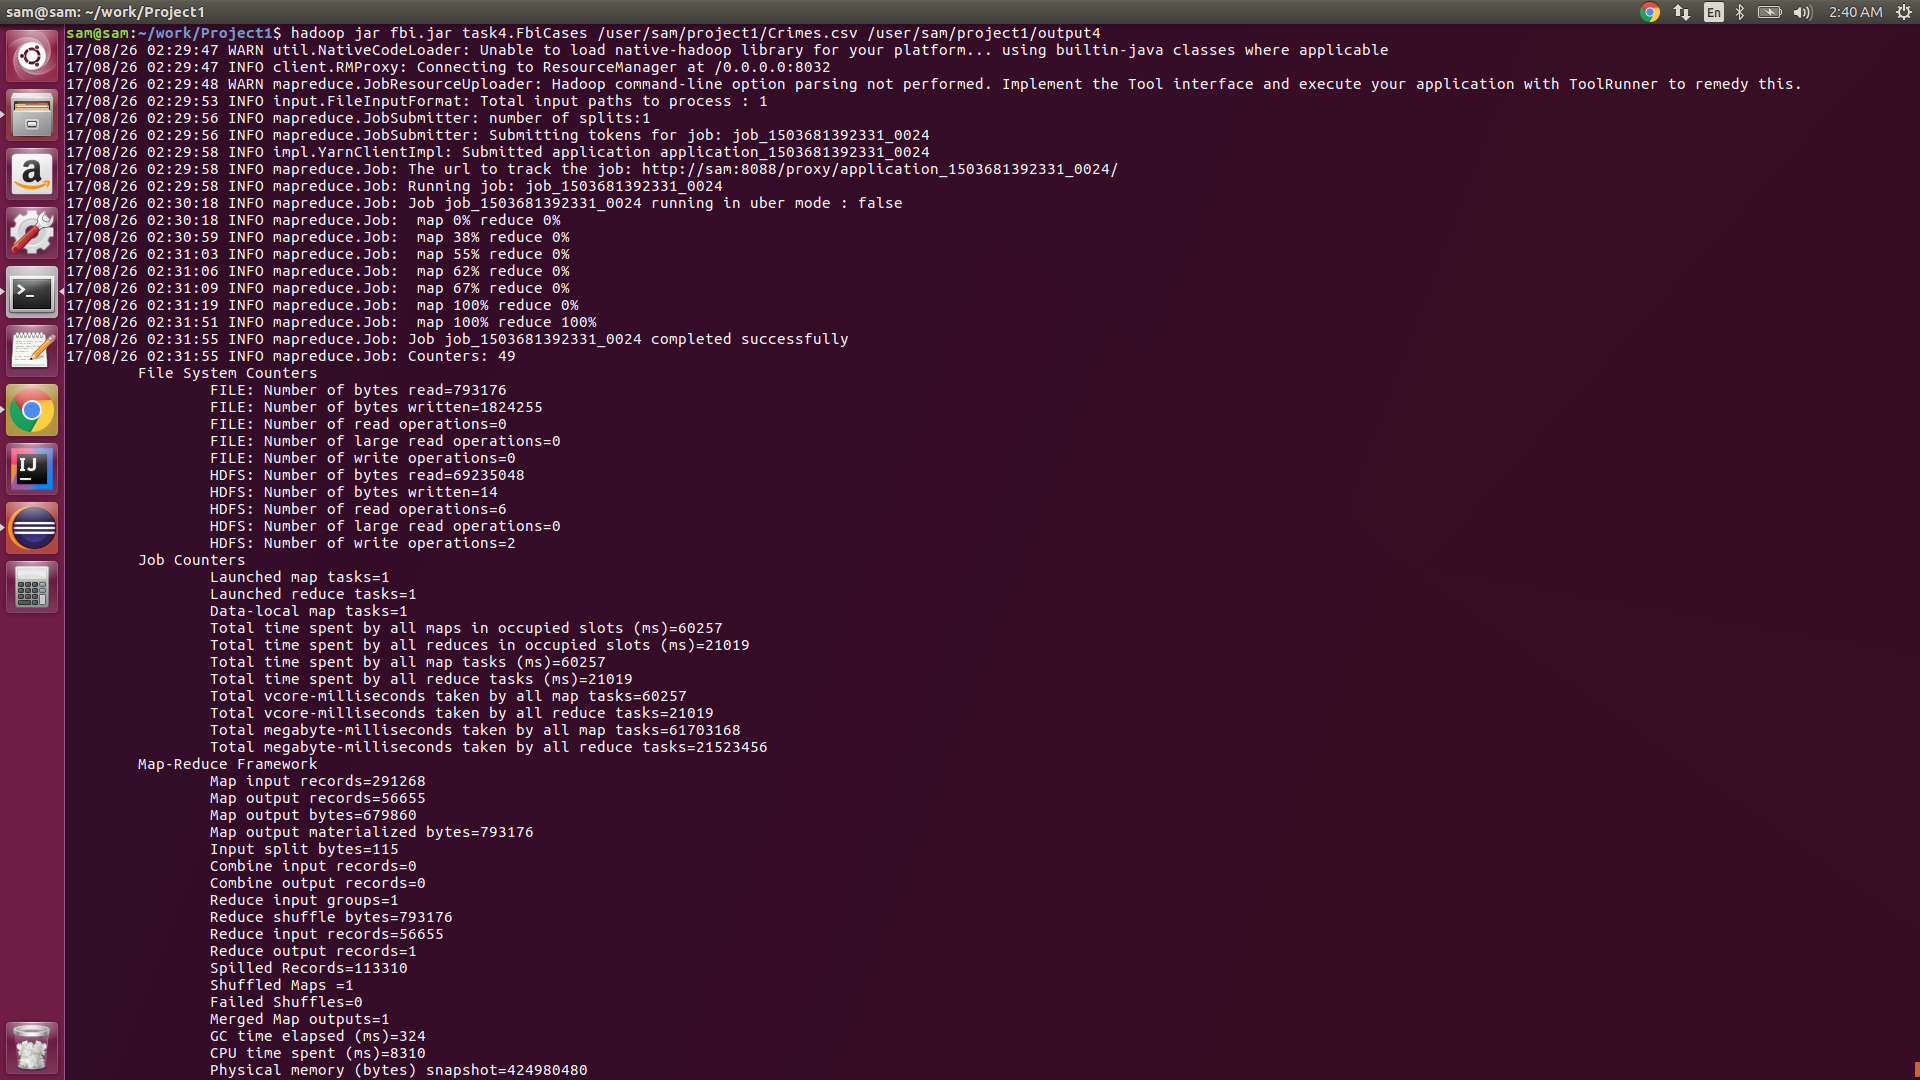 sam@sam: ~/work/Project1
En
2:40 AM
sam@sam:~/work/Project1$ hadoop jar fbi.jar task4.FbiCases /user/sam/project1/Crimes.csv /user/sam/project1/output4
17/08/26 02:29:47 WARN util.NativeCodeLoader: Unable to load native-hadoop library for your platform... using builtin-java classes where applicable
17/08/26 02:29:47 INFO client.RMProxy: Connecting to ResourceManager at /0.0.0.0:8032
17/08/26 02:29:48 WARN mapreduce.JobResourceUploader: Hadoop command-line option parsing not performed. Implement the Tool interface and execute your application with ToolRunner to remedy this.
17/08/26 02:29:53 INFO input.FileInputFormat: Total input paths to process : 1
17/08/26 02:29:56 INFO mapreduce.JobSubmitter: number of splits:1
17/08/26 02:29:56 INFO mapreduce.JobSubmitter: Submitting tokens for job: job_1503681392331_0024
17/08/26 02:29:58 INFO impl.YarnClientImpl: Submitted application application_1503681392331_0024
17/08/26 02:29:58 INFO mapreduce.Job: The url to track the job: http://sam:8088/proxy/application_1503681392331_0024/
17/08/26 02:29:58 INFO mapreduce.Job: Running job: job_1503681392331_0024
17/08/26 02:30:18 INFO mapreduce.Job: Job job_1503681392331_0024 running in uber mode : false
17/08/26 02:30:18 INFO mapreduce.Job:  map 0% reduce 0%
17/08/26 02:30:59 INFO mapreduce.Job:  map 38% reduce 0%
17/08/26 02:31:03 INFO mapreduce.Job:  map 55% reduce 0%
17/08/26 02:31:06 INFO mapreduce.Job:  map 62% reduce 0%
17/08/26 02:31:09 INFO mapreduce.Job:  map 67% reduce 0%
17/08/26 02:31:19 INFO mapreduce.Job:  map 100% reduce 0%
17/08/26 02:31:51 INFO mapreduce.Job:  map 100% reduce 100%
17/08/26 02:31:55 INFO mapreduce.Job: Job job_1503681392331_0024 completed successfully
17/08/26 02:31:55 INFO mapreduce.Job: Counters: 49
File System Counters
FILE: Number of bytes read=793176
FILE: Number of bytes written=1824255
FILE: Number of read operations=0
FILE: Number of large read operations=0
FILE: Number of write operations=0
HDFS: Number of bytes read=69235048
HDFS: Number of bytes written=14
HDFS: Number of read operations=6
HDFS: Number of large read operations=0
HDFS: Number of write operations=2
Job Counters
Launched map tasks=1
Launched reduce tasks=1
Data-local map tasks=1
Total time spent by all maps in occupied slots (ms)=60257
Total time spent by all reduces in occupied slots (ms)=21019
Total time spent by all map tasks (ms)=60257
Total time spent by all reduce tasks (ms)=21019
Total vcore-milliseconds taken by all map tasks=60257
Total vcore-milliseconds taken by all reduce tasks=21019
Total megabyte-milliseconds taken by all map tasks=61703168
Total megabyte-milliseconds taken by all reduce tasks=21523456
Map-Reduce Framework
Map input records=291268
Map output records=56655
Map output bytes=679860
Map output materialized bytes=793176
Input split bytes=115
Combine input records=0
Combine output records=0
Reduce input groups=1
Reduce shuffle bytes=793176
Reduce input records=56655
Reduce output records=1
Spilled Records=113310
Shuffled Maps =1
Failed Shuffles=0
Merged Map outputs=1
GC time elapsed (ms)=324
CPU time spent (ms)=8310
Physical memory (bytes) snapshot=424980480
a
IJ